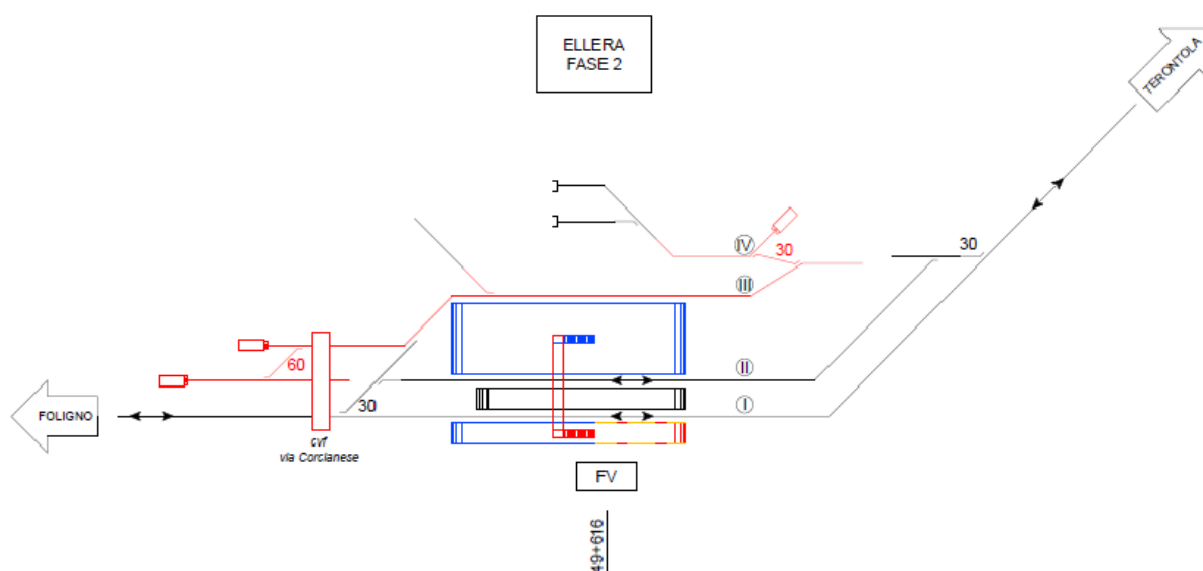 ELLERA
FASE 2
TERONTOLA
IV
30
30
III
60
II
FOLIGNO
30
I
cvf
via Corcianese
FV
49+616